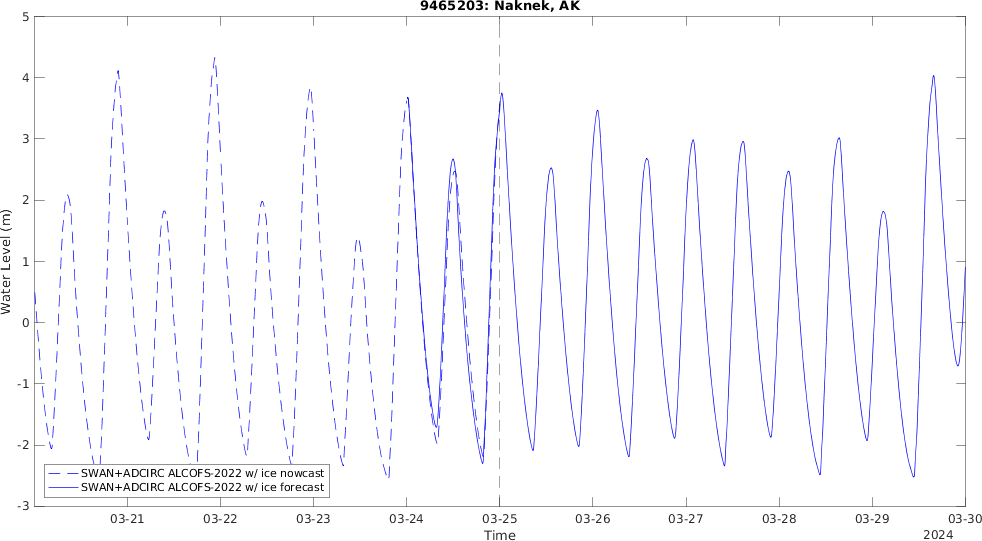 9465203: Naknek, AK
5
4
3
2
1
0
-1
-2
-3
Water Level (m)
SWAN+ADCIRC ALCOFS-2022 w/ ice nowcast
SWAN+ADCIRC ALCOFS-2022 w/ ice forecast
03-21 03-22 03-23 03-24 03-25 03-26 03-27 03-28 03-29 03-30
Time
2024